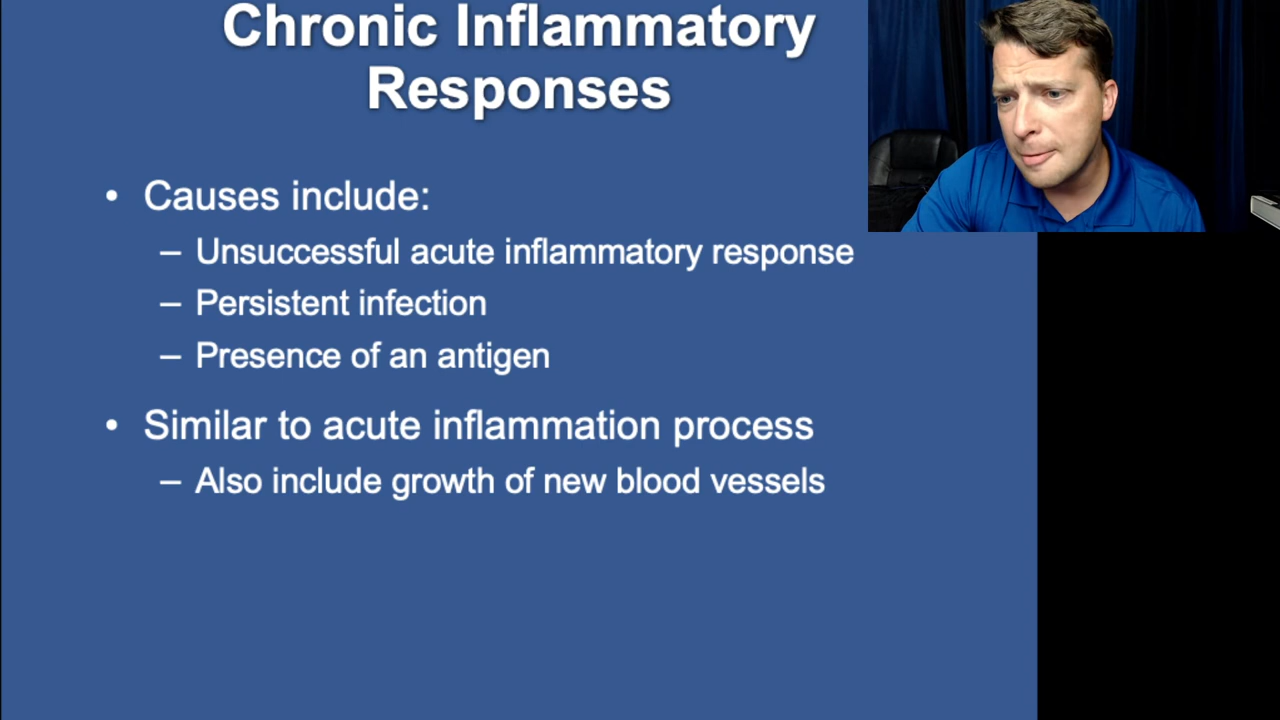 Chronic Inflammatory
Responses
• Causes include:
– Unsuccessful acute inflammatory response
– Persistent infection
– Presence of an antigen
• Similar to acute inflammation process
– Also include growth of new blood vessels